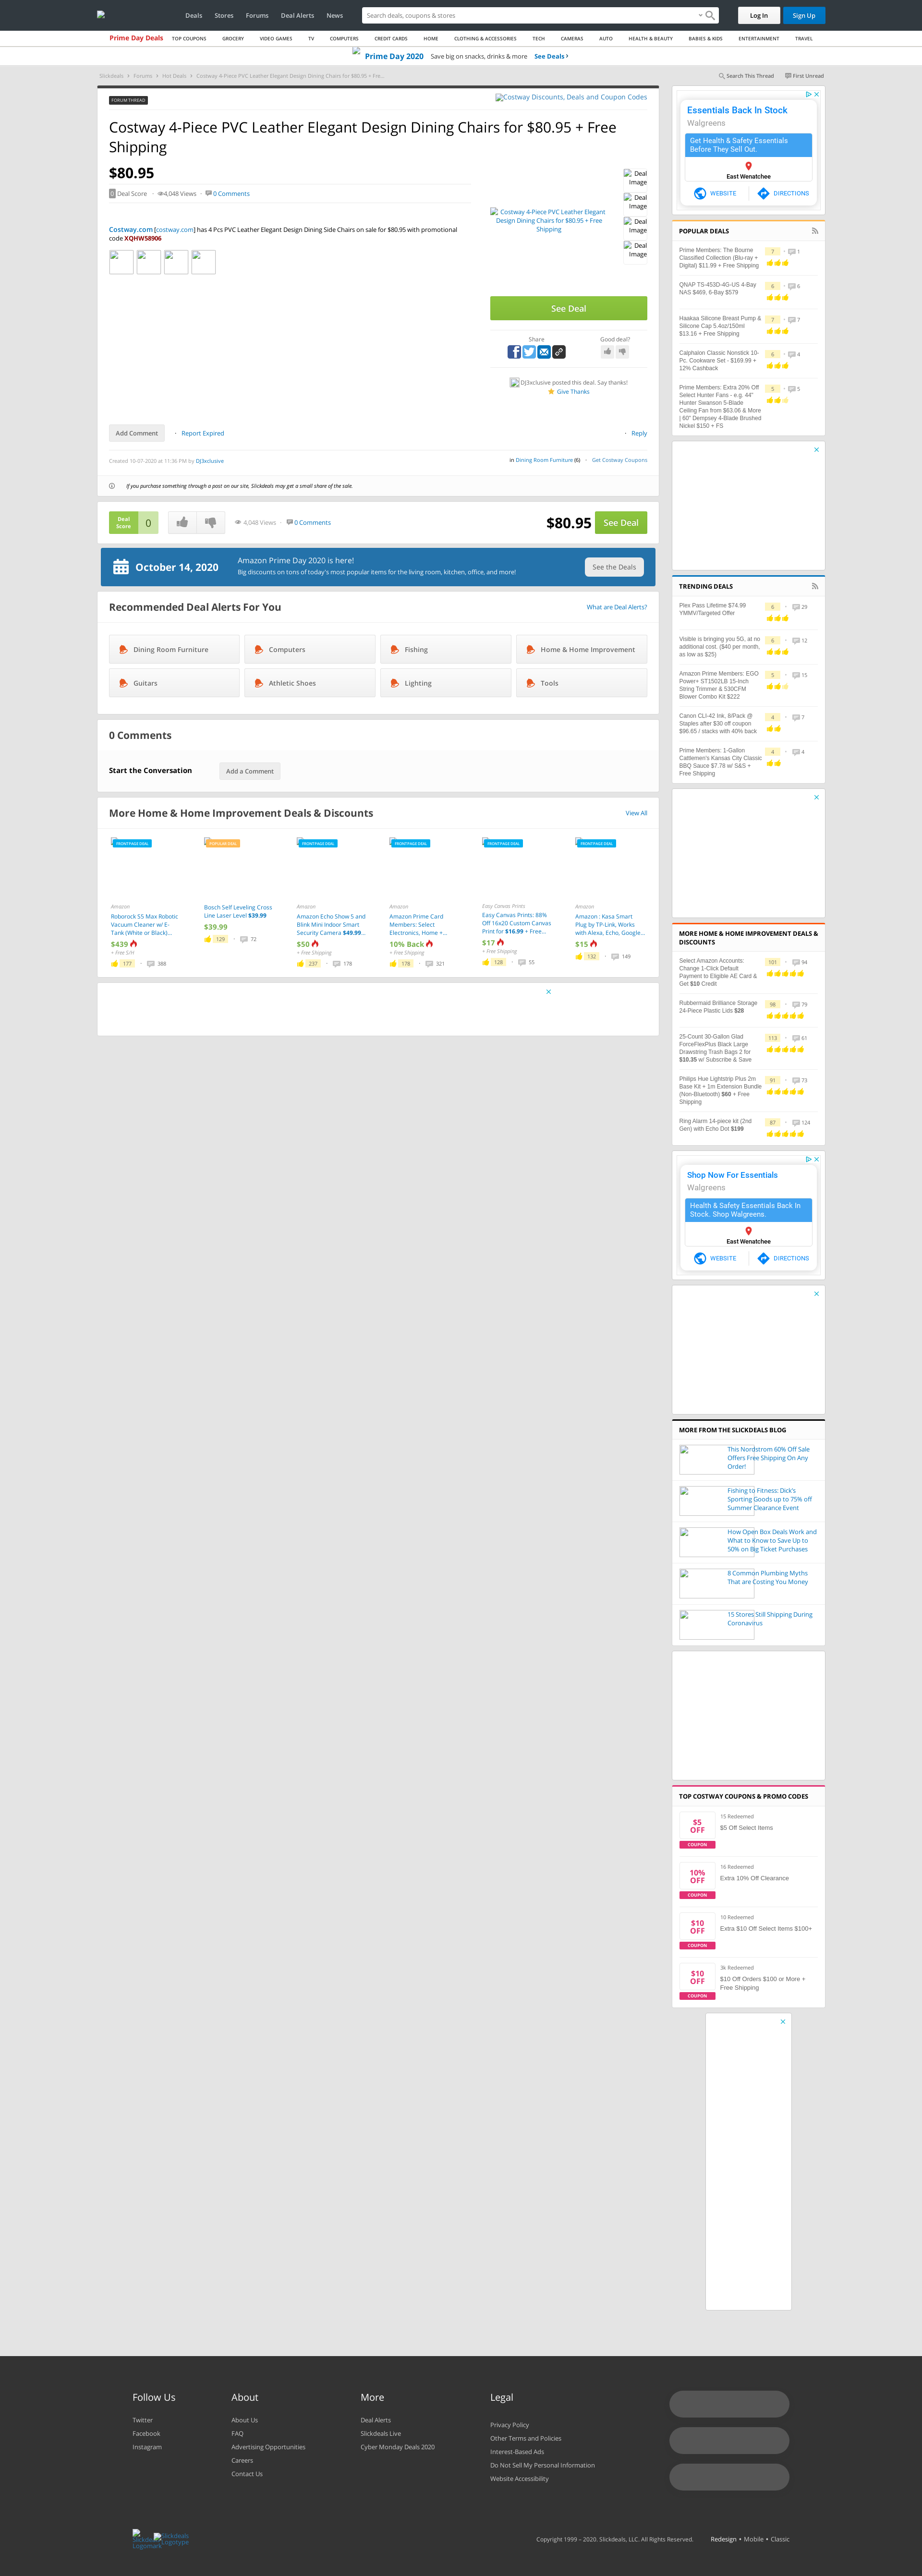 Deals Stores Forums Deal Alerts News
Search deals, coupons & stores
Log In
Sign Up
Prime Day Deals TOP COUPONS GROCERY VIDEO GAMES TV COMPUTERS CREDIT CARDS HOME CLOTHING & ACCESSORIES TECH CAMERAS AUTO HEALTH & BEAUTY BABIES & KIDS ENTERTAINMENT TRAVEL
Prime Day 2020 Save big on snacks, drinks & more See Deals ›
Slickdeals › Forums › Hot Deals › Costway 4-Piece PVC Leather Elegant Design Dining Chairs for $80.95 + Fre...
Search This Thread First Unread
FORUM THREAD
Costway Discounts, Deals and Coupon Codes
Costway 4-Piece PVC Leather Elegant Design Dining Chairs for $80.95 + Free
Shipping
$80.95
0 Deal Score · 4,048 Views · 0 Comments
Costway.com [costway.com] has 4 Pcs PVC Leather Elegant Design Dining Side Chairs on sale for $80.95 with promotional
code XQHW58906
Costway 4-Piece PVC Leather
Elegant Design Dining Chairs for
$80.95 + Free
Shipping
Deal
Image
Deal
Image
Deal
Image
Deal
Image
See Deal
Share
Good deal?
DJ3xclusive posted this deal. Say thanks!
Give Thanks
Add Comment · Report Expired
· Reply
Created 10-07-2020 at 11:36 PM by DJ3xclusive
in Dining Room Furniture (6) · Get Costway Coupons
If you purchase something through a post on our site, Slickdeals may get a small share of the sale.
Deal
Score
0
4,048 Views · 0 Comments
$80.95
See Deal
October 14, 2020
Amazon Prime Day 2020 is here!
Big discounts on tons of today's most popular items for the living room, kitchen, office, and more!
See the Deals
Recommended Deal Alerts For You
What are Deal Alerts?
Dining Room Furniture
Computers
Fishing
Home & Home Improvement
Guitars
Athletic Shoes
Lighting
Tools
0 Comments
Start the Conversation
Add a Comment
More Home & Home Improvement Deals & Discounts
View All
FRONTPAGE DEAL
Amazon
Roborock S5 Max Robotic
Vacuum Cleaner w/ E-
Tank (White or Black)...
$439
+ Free S/H
177 · 388
POPULAR DEAL
Bosch Self Leveling Cross
Line Laser Level $39.99
$39.99
129 · 72
FRONTPAGE DEAL
Amazon
Amazon Echo Show 5 and
Blink Mini Indoor Smart
Security Camera $49.99...
$50
+ Free Shipping
237 · 178
FRONTPAGE DEAL
Amazon
Amazon Prime Card
Members: Select
Electronics, Home +...
10% Back
+ Free Shipping
178 · 321
FRONTPAGE DEAL
Easy Canvas Prints
Easy Canvas Prints: 88%
Off 16x20 Custom Canvas
Print for $16.99 + Free...
$17
+ Free Shipping
128 · 55
FRONTPAGE DEAL
Amazon
Amazon : Kasa Smart
Plug by TP-Link, Works
with Alexa, Echo, Google...
$15
132 · 149
Essentials Back In Stock
Walgreens
Get Health & Safety Essentials
Before They Sell Out.
East Wenatchee
WEBSITE
DIRECTIONS
POPULAR DEALS
Prime Members: The Bourne
Classified Collection (Blu-ray +
Digital) $11.99 + Free Shipping
7 · 1
QNAP TS-453D-4G-US 4-Bay
NAS $469, 6-Bay $579
6 · 6
Haakaa Silicone Breast Pump &
Silicone Cap 5.4oz/150ml
$13.16 + Free Shipping
7 · 7
Calphalon Classic Nonstick 10-
Pc. Cookware Set - $169.99 +
12% Cashback
6 · 4
Prime Members: Extra 20% Off
Select Hunter Fans - e.g. 44"
Hunter Swanson 5-Blade
Ceiling Fan from $63.06 & More
| 60" Dempsey 4-Blade Brushed
Nickel $150 + FS
5 · 5
TRENDING DEALS
Plex Pass Lifetime $74.99
YMMV/Targeted Offer
6 · 29
Visible is bringing you 5G, at no
additional cost. ($40 per month,
as low as $25)
6 · 12
Amazon Prime Members: EGO
Power+ ST1502LB 15-Inch
String Trimmer & 530CFM
Blower Combo Kit $222
5 · 15
Canon CLI-42 Ink, 8/Pack @
Staples after $30 off coupon
$96.65 / stacks with 40% back
4 · 7
Prime Members: 1-Gallon
Cattlemen's Kansas City Classic
BBQ Sauce $7.78 w/ S&S +
Free Shipping
4 · 4
MORE HOME & HOME IMPROVEMENT DEALS &
DISCOUNTS
Select Amazon Accounts:
Change 1-Click Default
Payment to Eligible AE Card &
Get $10 Credit
101 · 94
Rubbermaid Brilliance Storage
24-Piece Plastic Lids $28
98 · 79
25-Count 30-Gallon Glad
ForceFlexPlus Black Large
Drawstring Trash Bags 2 for
$10.35 w/ Subscribe & Save
113 · 61
Philips Hue Lightstrip Plus 2m
Base Kit + 1m Extension Bundle
(Non-Bluetooth) $60 + Free
Shipping
91 · 73
Ring Alarm 14-piece kit (2nd
Gen) with Echo Dot $199
87 · 124
Shop Now For Essentials
Walgreens
Health & Safety Essentials Back In
Stock. Shop Walgreens.
East Wenatchee
WEBSITE
DIRECTIONS
MORE FROM THE SLICKDEALS BLOG
This Nordstrom 60% Off Sale
Offers Free Shipping On Any
Order!
Fishing to Fitness: Dick's
Sporting Goods up to 75% off
Summer Clearance Event
How Open Box Deals Work and
What to Know to Save Up to
50% on Big Ticket Purchases
8 Common Plumbing Myths
That are Costing You Money
15 Stores Still Shipping During
Coronavirus
TOP COSTWAY COUPONS & PROMO CODES
$5
OFF
COUPON
15 Redeemed
$5 Off Select Items
10%
OFF
COUPON
16 Redeemed
Extra 10% Off Clearance
$10
OFF
COUPON
10 Redeemed
Extra $10 Off Select Items $100+
$10
OFF
COUPON
3k Redeemed
$10 Off Orders $100 or More +
Free Shipping
Follow Us
Twitter
Facebook
Instagram
About
About Us
FAQ
Advertising Opportunities
Careers
Contact Us
More
Deal Alerts
Slickdeals Live
Cyber Monday Deals 2020
Legal
Privacy Policy
Other Terms and Policies
Interest-Based Ads
Do Not Sell My Personal Information
Website Accessibility
Slickdeals
Logotype
Copyright 1999 – 2020. Slickdeals, LLC. All Rights Reserved.
Redesign • Mobile • Classic